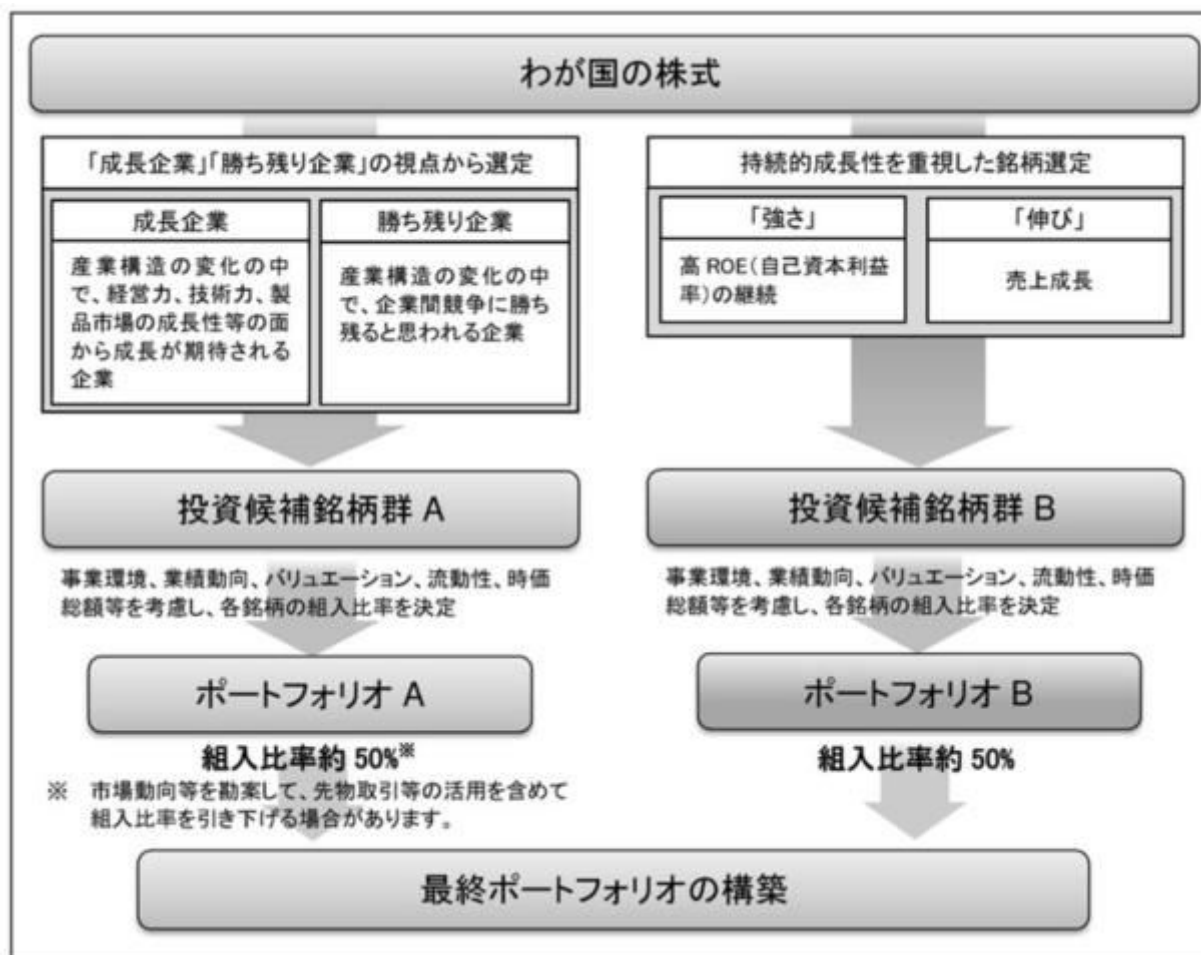 わが国の株式
「成長企業」「勝ち残り企業」の視点から選定
成長企業
産業構造の変化の中
で、経営力、技術力、製
品市場の成長性等の面
から成長が期待される
企業
勝ち残り企業
産業構造の変化の中
で、企業間競争に勝ち
残ると思われる企業
投資候補銘柄群 A
事業環境、業績動向、バリュエーション、流動性、時価
総額等を考慮し、各銘柄の組入比率を決定
ポートフォリオ A
組入比率約 50%※
※ 市場動向等を勘案して、先物取引等の活用を含めて
組入比率を引き下げる場合があります。
持続的成長性を重視した銘柄選定
「強さ」
高 ROE(自己資本利益
率)の継続
「伸び」
売上成長
投資候補銘柄群 B
事業環境、業績動向、バリュエーション、流動性、時価
総額等を考慮し、各銘柄の組入比率を決定
ポートフォリオ B
組入比率約 50%
最終ポートフォリオの構築